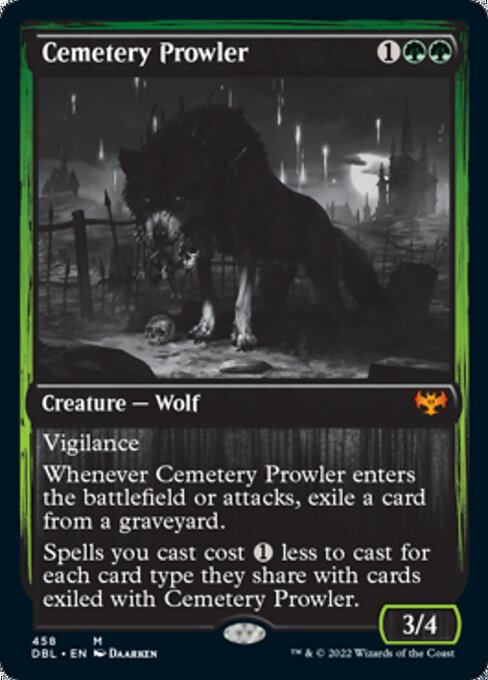 Cemetery Prowler 1
Creature — Wolf
Vigilance
Whenever Cemetery Prowler enters
the battlefield or attacks, exile a card
from a graveyard.
Spells you cast cost 1 less to cast for
each card type they share with cards
exiled with Cemetery Prowler.
3/4
458 M
DBL • EN Daarken
™ & © 2022 Wizards of the Coast